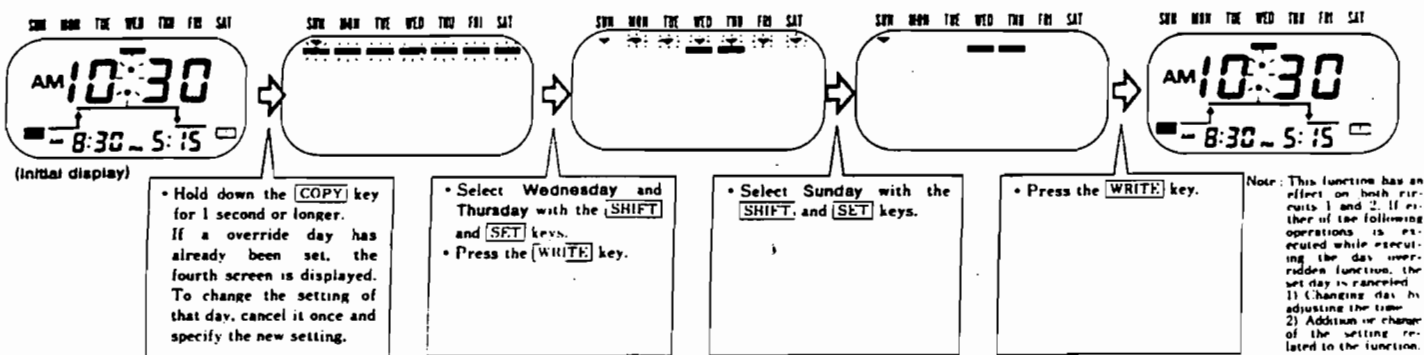 SUN MON TUE WED THU FRI SAT
SUN MON TUE WED THU FRI SAT
SUN MON TUE WED THU FRI SAT
SUN MON TUE WED THU FRI SAT
SUN MON TUE WED THU FRI SAT
AM 10:30
8:30 5:15
(Initial display)
AM 10:30
8:30 5:15
• Hold down the COPY key
for 1 second or longer.
If a override day has
already been set, the
fourth screen is displayed.
To change the setting of
that day, cancel it once and
specify the new setting.
• Select Wednesday and
Thursday with the SHIFT
and SET keys.
• Press the WRITE key.
• Select Sunday with the
SHIFT, and SET keys.
• Press the WRITE key.
Note : This function has an
effect on both cir-
cuits 1 and 2. If ei-
ther of the following
operations is ex-
ecuted while execut-
ing the day over-
ridden function, the
set day is canceled
1) Changing day by
adjusting the time
2) Addition or change
of the setting re-
lated to the function.